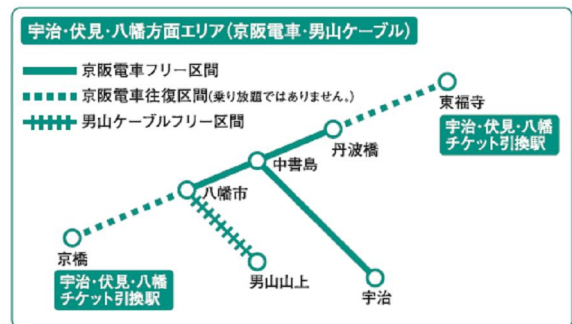 宇治・伏見・八幡方面エリア(京阪電車・男山ケーブル)
京阪電車フリー区間
京阪電車往復区間(乗り放題ではありません。)
男山ケーブルフリー区間
東福寺
宇治・伏見・八幡
チケット引換駅
丹波橋
中書島
八幡市
京橋
宇治・伏見・八幡
チケット引換駅
男山山上
宇治